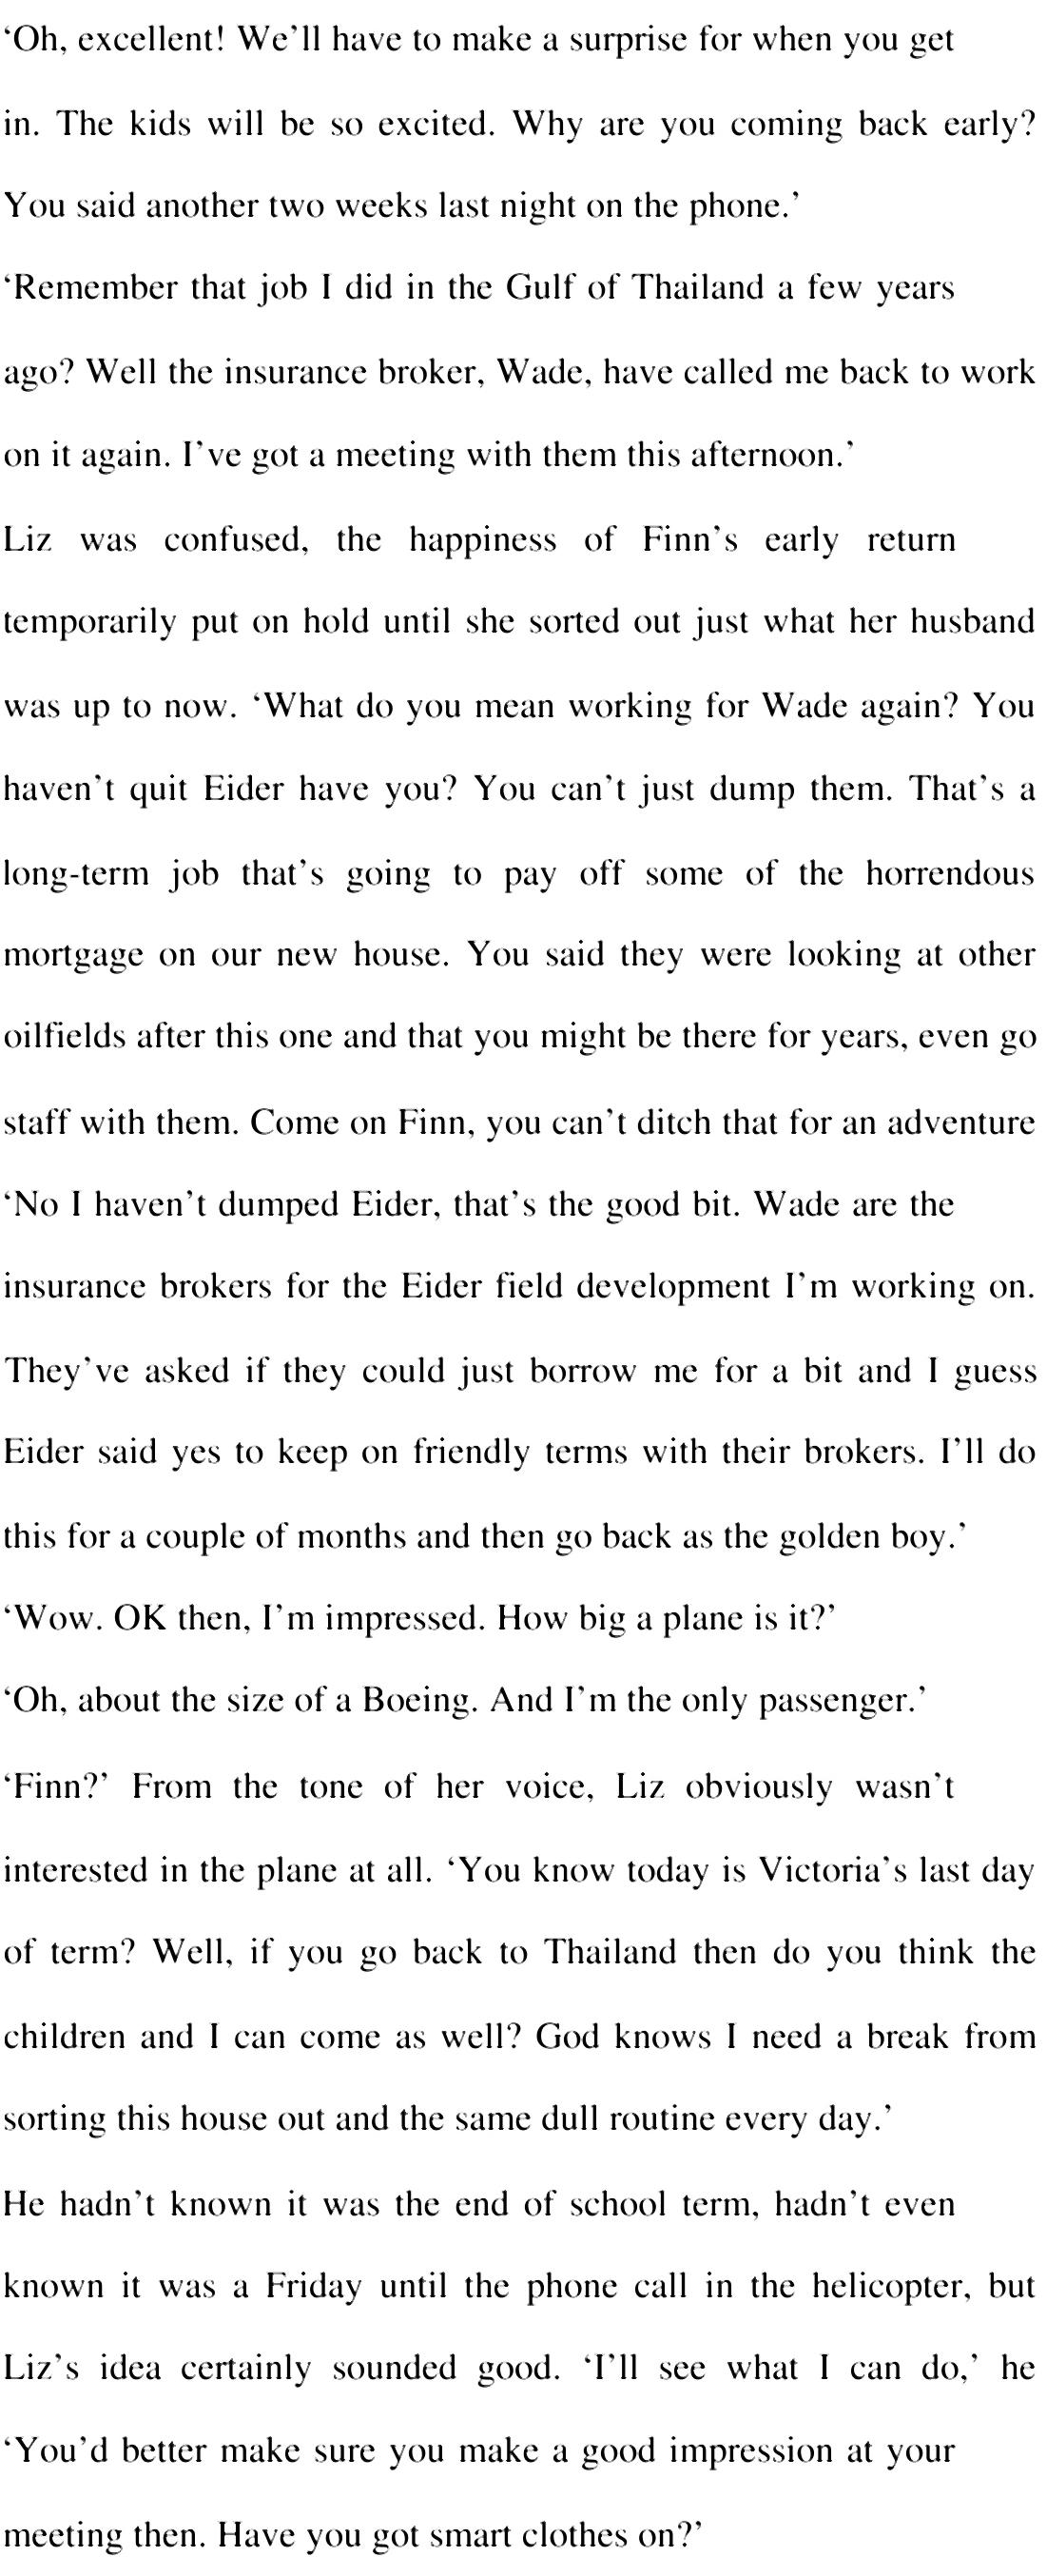 ‘Oh, excellent! We’ll have to make a surprise for when you get
in. The kids will be so excited. Why are you coming back early?
You said another two weeks last night on the phone.’
‘Remember that job I did in the Gulf of Thailand a few years
ago? Well the insurance broker, Wade, have called me back to work
on it again. I’ve got a meeting with them this afternoon.’
Liz was confused, the happiness of Finn’s early return
temporarily put on hold until she sorted out just what her husband
was up to now. ‘What do you mean working for Wade again? You
haven’t quit Eider have you? You can’t just dump them. That’s a
long-term job that’s going to pay off some of the horrendous
mortgage on our new house. You said they were looking at other
oilfields after this one and that you might be there for years, even go
staff with them. Come on Finn, you can’t ditch that for an adventure
‘No I haven’t dumped Eider, that’s the good bit. Wade are the
insurance brokers for the Eider field development I’m working on.
They’ve asked if they could just borrow me for a bit and I guess
Eider said yes to keep on friendly terms with their brokers. I’ll do
this for a couple of months and then go back as the golden boy.’
‘Wow. OK then, I’m impressed. How big a plane is it?’
‘Oh, about the size of a Boeing. And I’m the only passenger.’
‘Finn?’ From the tone of her voice, Liz obviously wasn’t
interested in the plane at all. ‘You know today is Victoria’s last day
of term? Well, if you go back to Thailand then do you think the
children and I can come as well? God knows I need a break from
sorting this house out and the same dull routine every day.’
He hadn’t known it was the end of school term, hadn’t even
known it was a Friday until the phone call in the helicopter, but
Liz’s idea certainly sounded good. ‘I’ll see what I can do,’ he
‘You’d better make sure you make a good impression at your
meeting then. Have you got smart clothes on?’